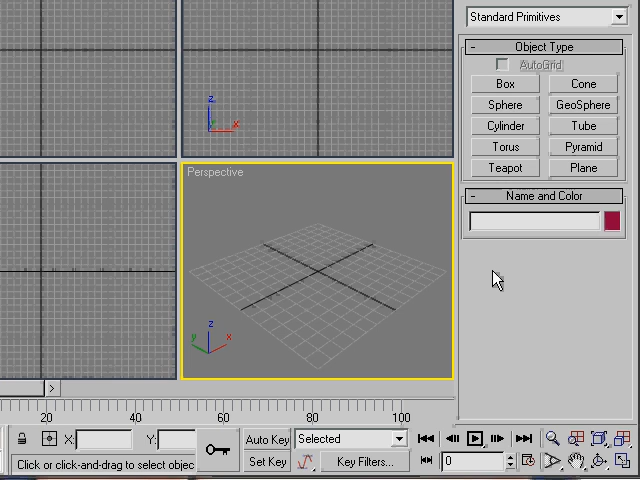 Standard Primitives
- Object Type
AutoGrid
Box Cone
Sphere GeoSphere
Cylinder Tube
Torus Pyramid
Teapot Plane
- Name and Color
z
x
Perspective
z
y x
>
20 40 60 80 100
X: Y: Auto Key Selected
Click or click-and-drag to select objec Set Key Key Filters... 0